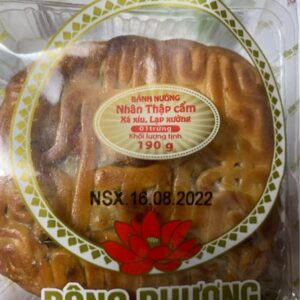 BÁNH NƯỚNG
Nhân Thập cẩm
Xá xíu, Lạp xưởng
01 trứng
Khối lượng tịnh
190 g
NSX.16.08.2022
ĐÔNG PHƯƠNG